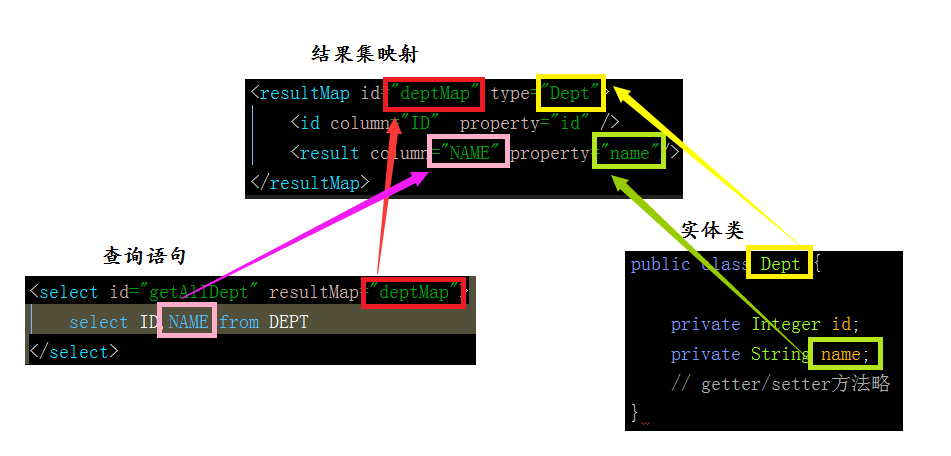 结果集映射
<resultMap id="deptMap" type="Dept">
<id column="ID" property="id" />
<result column="NAME" property="name"/>
</resultMap>
查询语句
<select id="getAllDept" resultMap="deptMap">
select ID,NAME from DEPT
</select>
实体类
public class Dept {
private Integer id;
private String name;
// getter/setter方法略
}